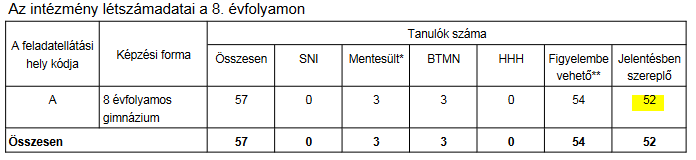 Az intézmény létszámadatai a 8. évfolyamon
A feladatellátási hely kódja
Képzési forma
Tanulók száma
Összesen SNI Mentesült* BTMN HHH Figyelembe vehető** Jelentésben szereplő
A 8 évfolyamos gimnázium 57 0 3 3 0 54 52
Összesen 57 0 3 3 0 54 52